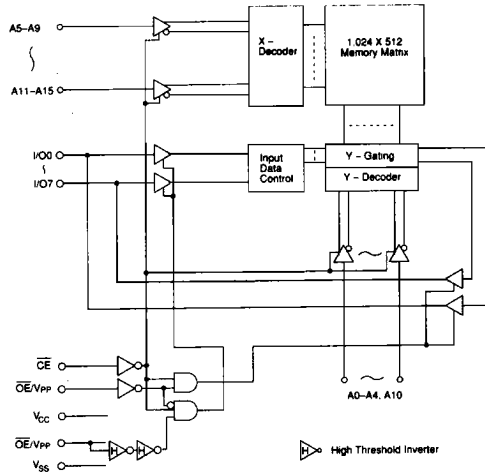 A5–A9
A11–A15
X –
Decoder
1.024 X 512
Memory Matrix
I/O0
I/O7
Input
Data
Control
Y – Gating
Y – Decoder
CE
OE/VPP
VCC
OE/VPP
VSS
A0–A4, A10
H
H
H
High Threshold Inverter